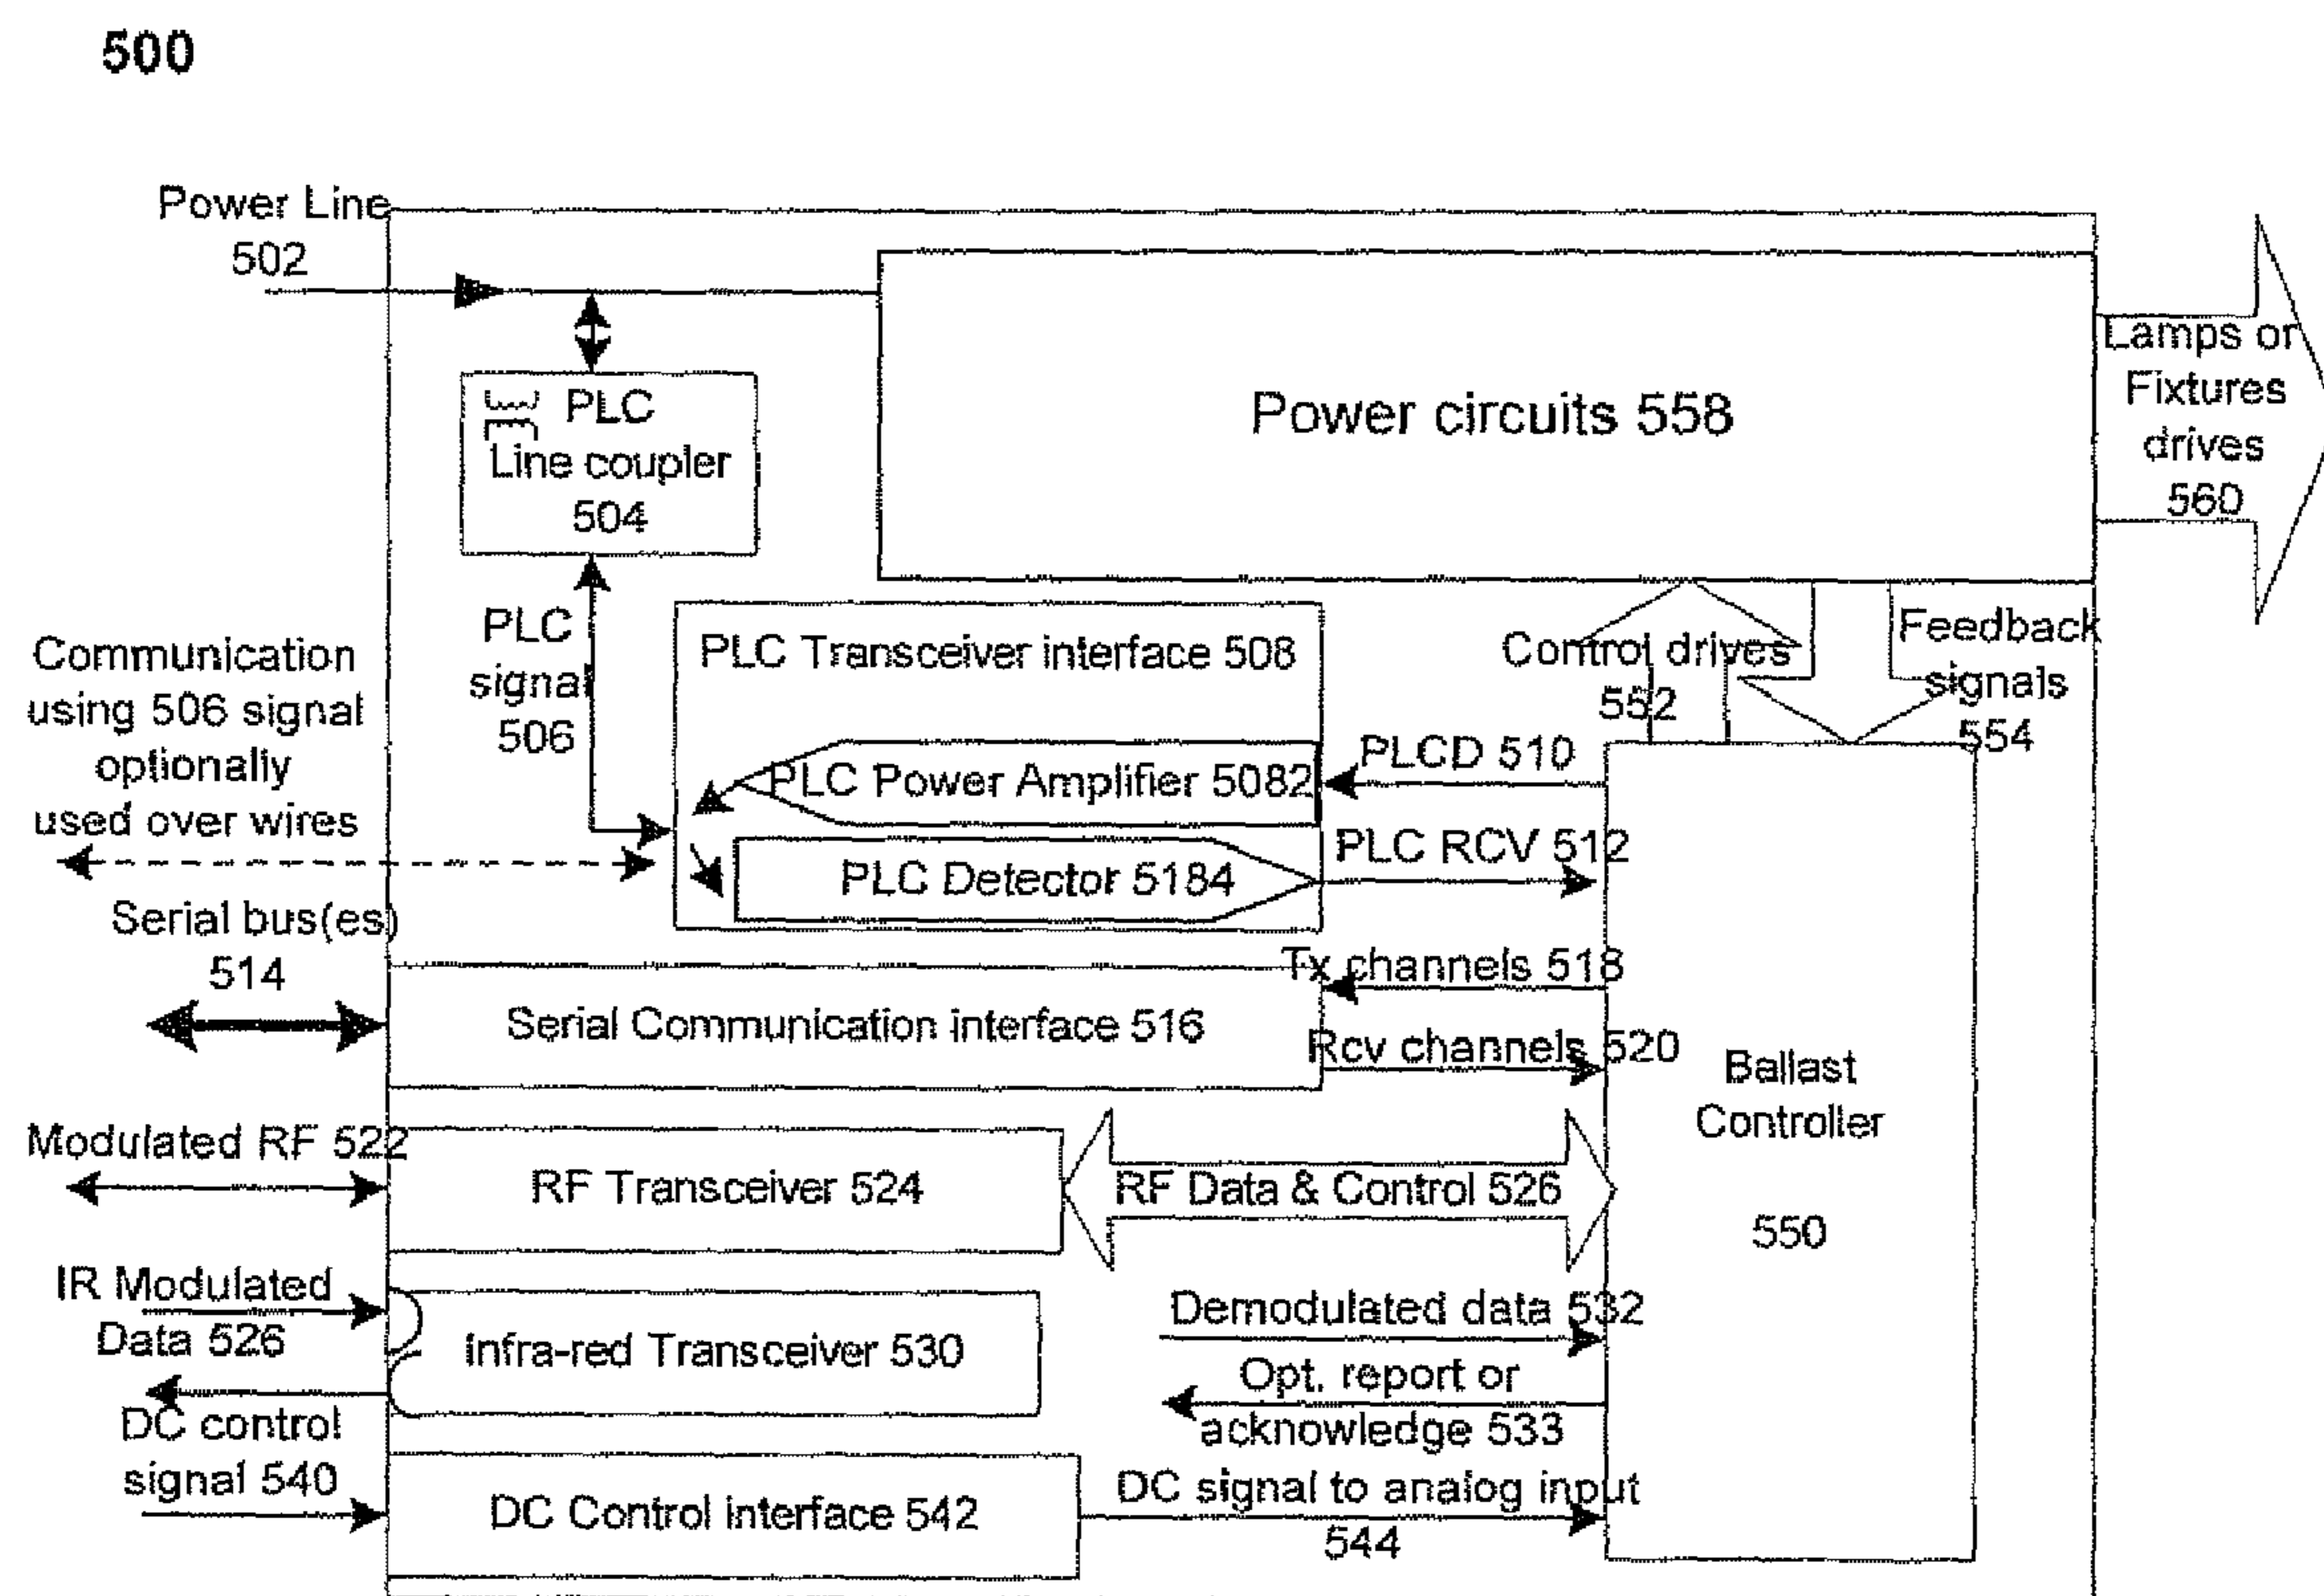 500
Power Line
502
PLC
Line coupler
504
Power circuits 558
Lamps or
Fixtures
drives
560
PLC
signal
506
Communication
using 506 signal
optionally
used over wires
PLC Transceiver interface 508
PLC Power Amplifier 5082
PLC Detector 5184
Control drives
552
Feedback
signals
554
PLCD 510
PLC RCV 512
Serial bus(es)
514
Serial Communication interface 516
Tx channels 518
Rcv channels 520
Ballast
Controller
550
Modulated RF 522
RF Transceiver 524
RF Data & Control 526
IR Modulated
Data 526
Infra-red Transceiver 530
Demodulated data 532
Opt. report or
acknowledge 533
DC control
signal 540
DC Control interface 542
DC signal to analog input
544